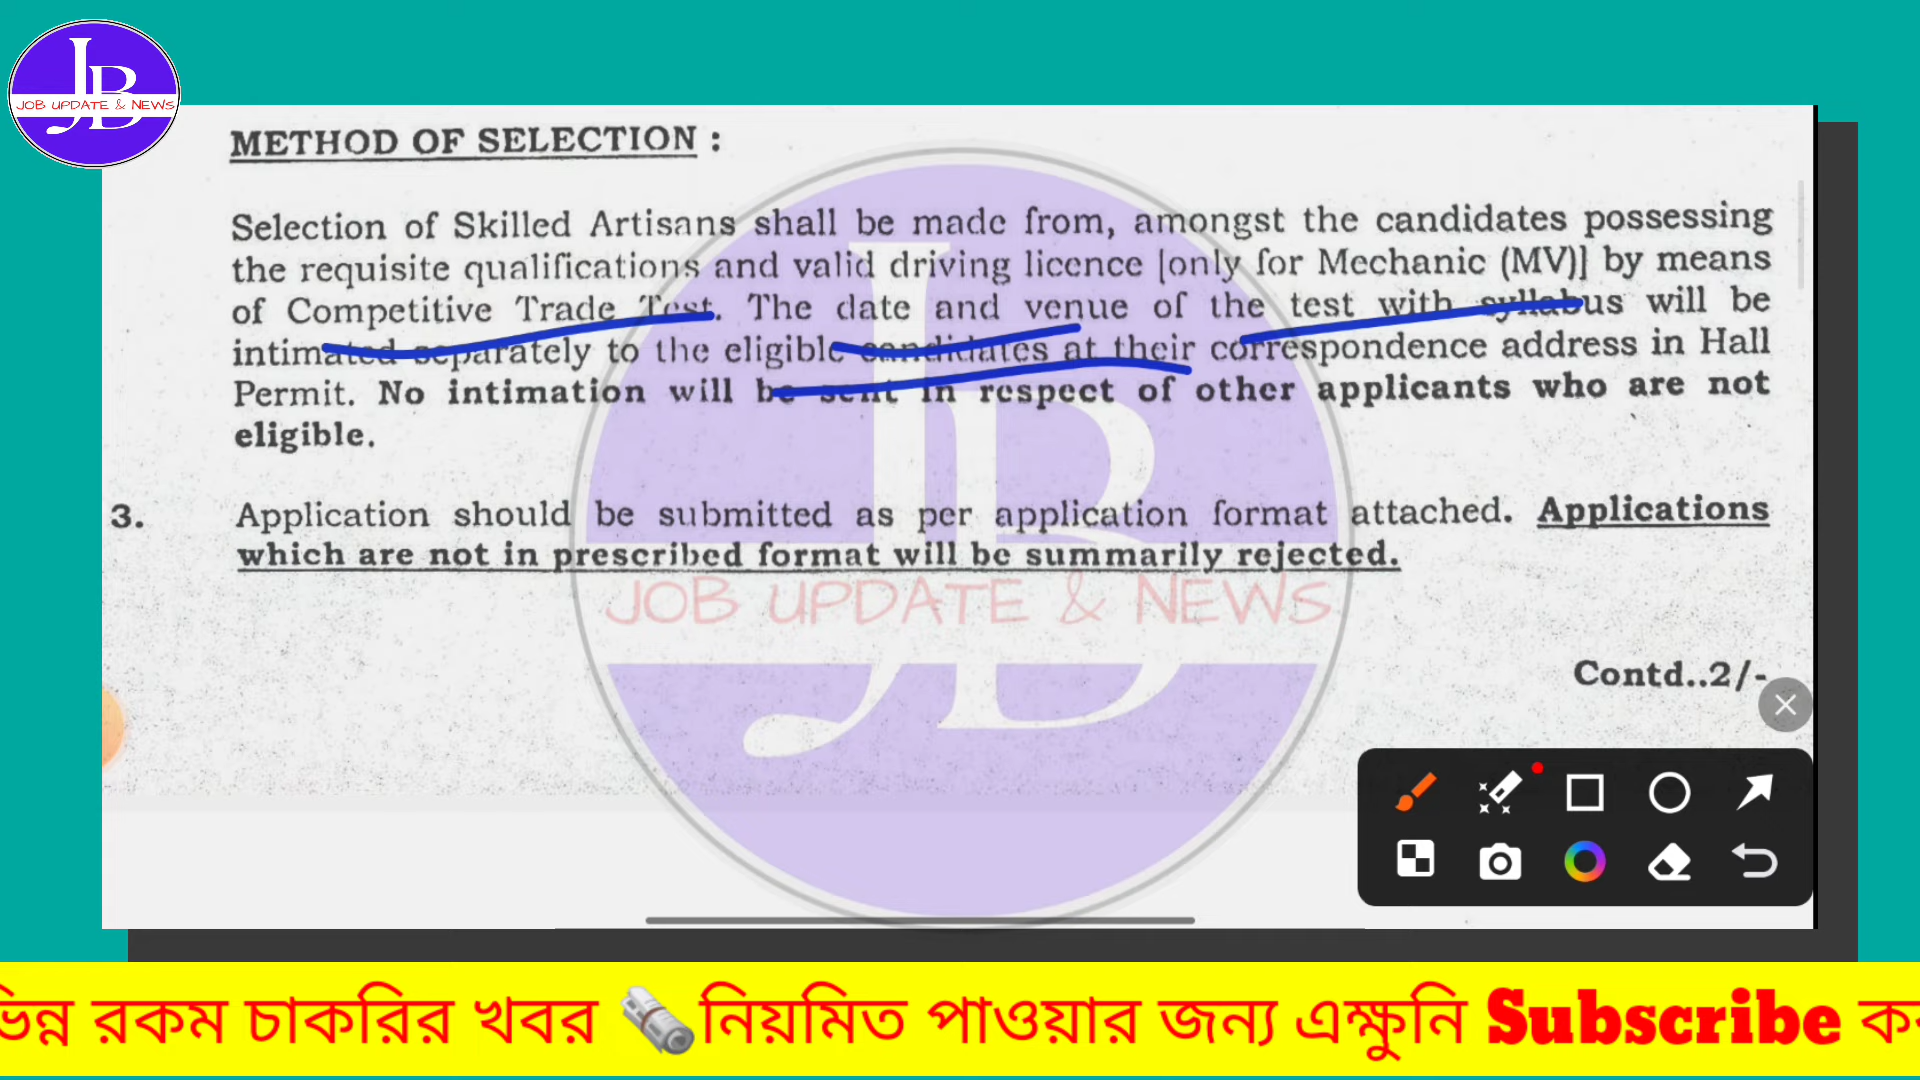 JB
JOB UPDATE & NEWS
METHOD OF SELECTION :
Selection of Skilled Artisans shall be made from, amongst the candidates possessing
the requisite qualifications and valid driving licence [only for Mechanic (MV)] by means
of Competitive Trade Test. The date and venue of the test with syllabus will be
intimated separately to the eligible candidates at their correspondence address in Hall
Permit. No intimation will be sent in respect of other applicants who are not
eligible.
3. Application should be submitted as per application format attached. Applications
which are not in prescribed format will be summarily rejected.
JB
JOB UPDATE & NEWS
Contd..2/-
রকম চাকরির খবর নিয়মিত পাওয়ার জন্য এক্ষুনি Subscribe